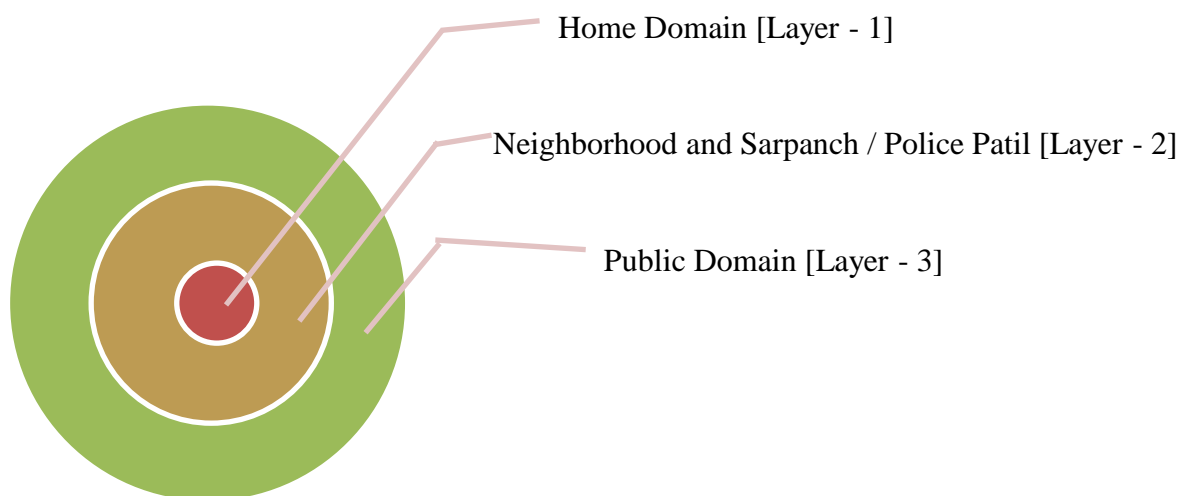 Home Domain [Layer - 1]
Neighborhood and Sarpanch / Police Patil [Layer - 2]
Public Domain [Layer - 3]